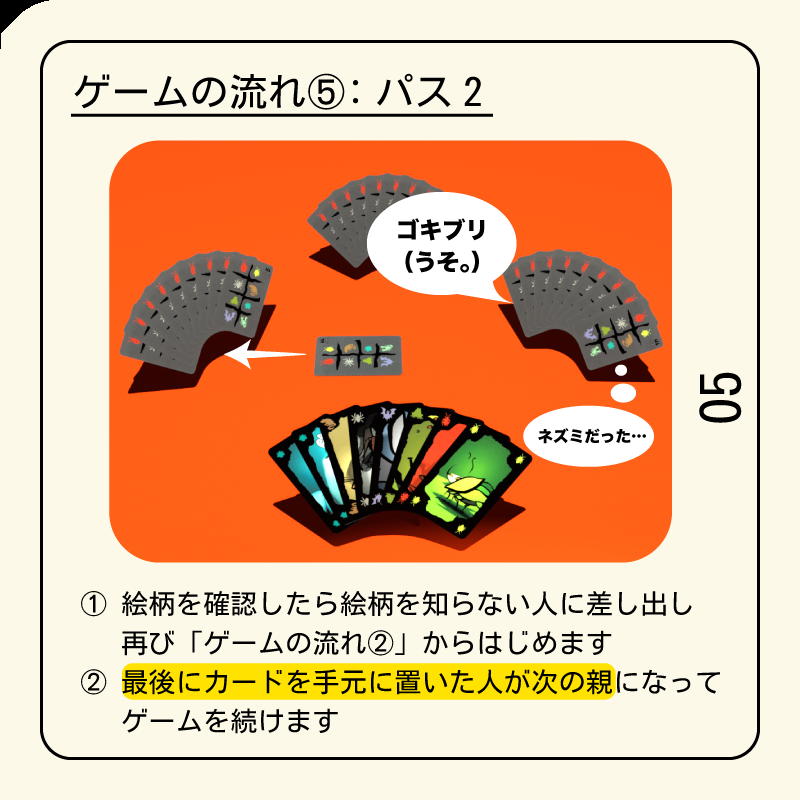 ゲームの流れ⑤：パス2
ゴキブリ
（うそ。）
ネズミだった…
05
① 絵柄を確認したら絵柄を知らない人に差し出し
再び「ゲームの流れ②」からはじめます
② 最後にカードを手元に置いた人が次の親になって
ゲームを続けます